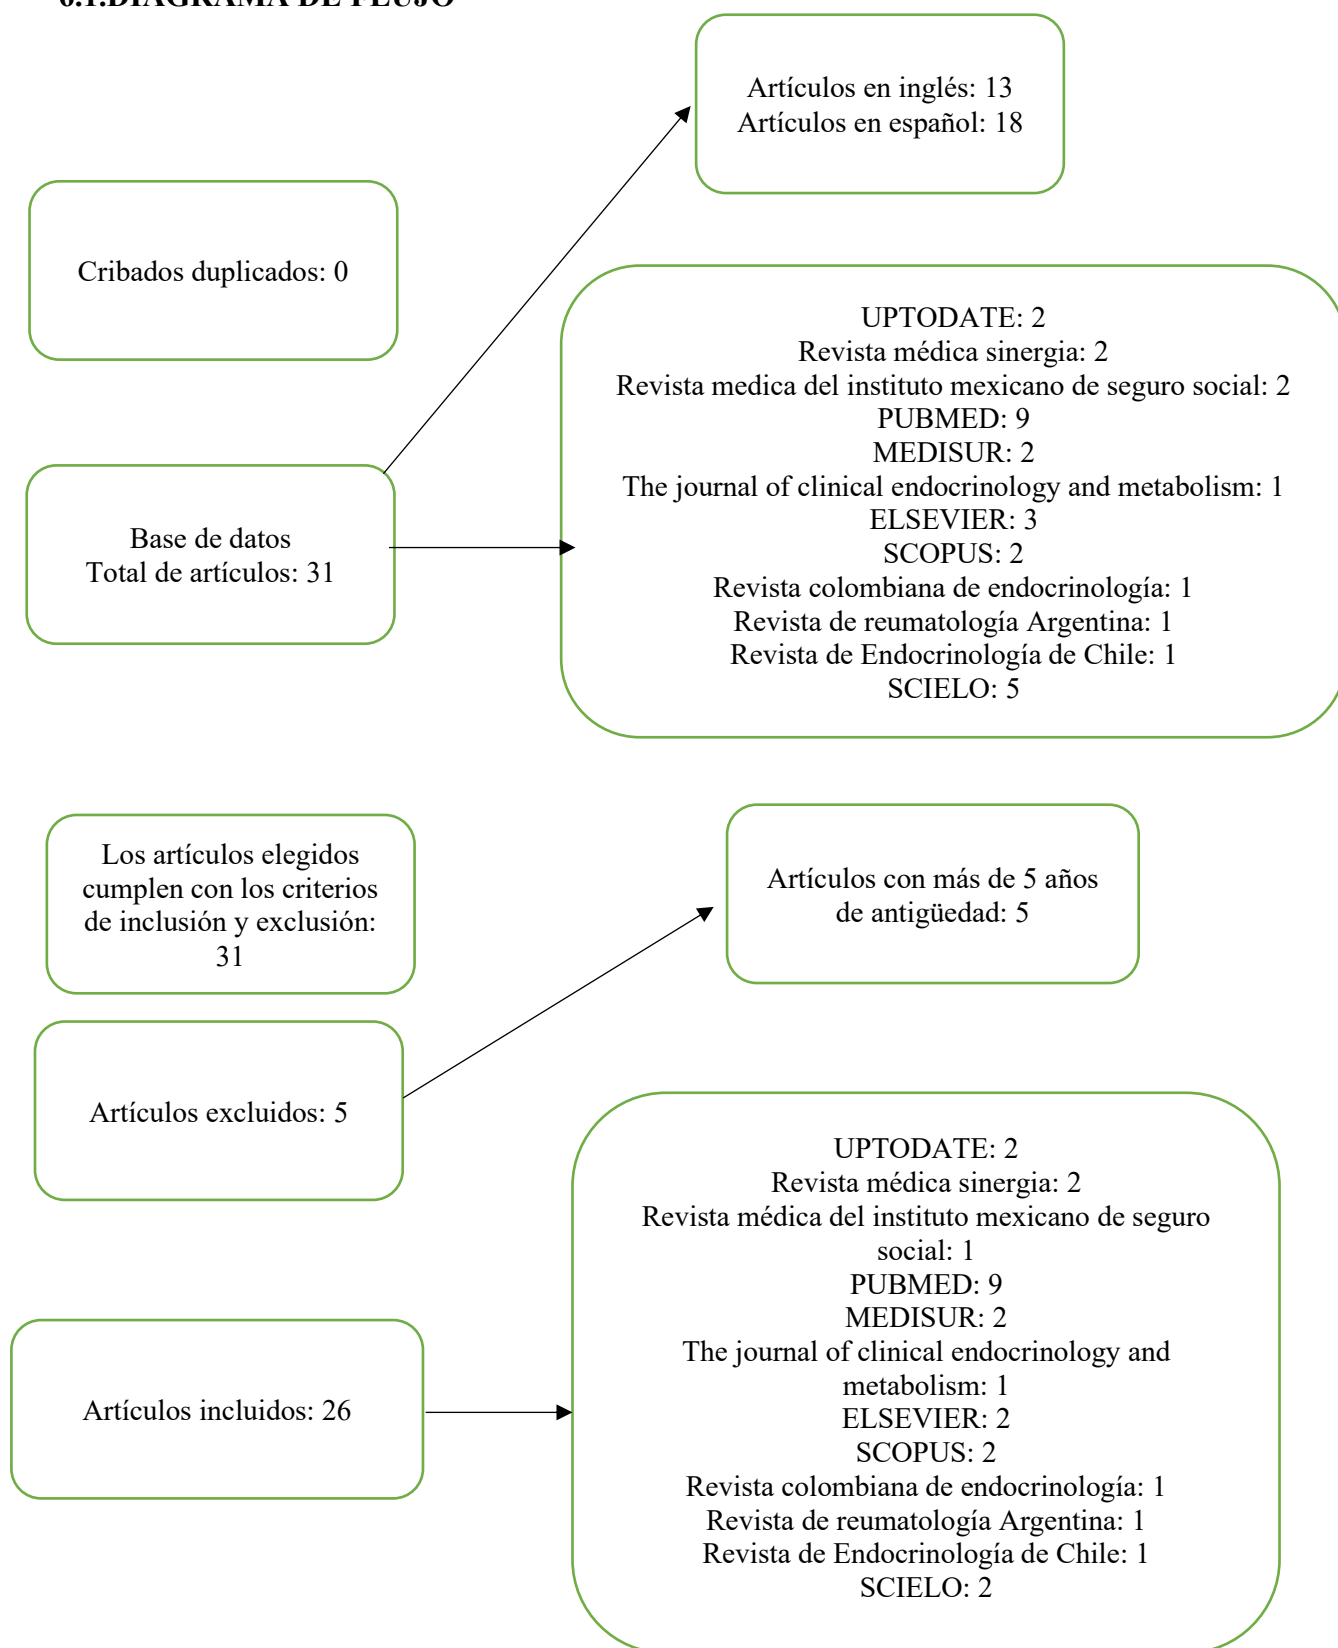 6.1.DIAGRAMA DE FLUJO
Artículos en inglés: 13
Artículos en español: 18
Cribados duplicados: 0
Base de datos
Total de artículos: 31
UPTODATE: 2
Revista médica sinergia: 2
Revista medica del instituto mexicano de seguro social: 2
PUBMED: 9
MEDISUR: 2
The journal of clinical endocrinology and metabolism: 1
ELSEVIER: 3
SCOPUS: 2
Revista colombiana de endocrinología: 1
Revista de reumatología Argentina: 1
Revista de Endocrinología de Chile: 1
SCIELO: 5
Los artículos elegidos
cumplen con los criterios
de inclusión y exclusión:
31
Artículos con más de 5 años
de antigüedad: 5
Artículos excluidos: 5
Artículos incluidos: 26
UPTODATE: 2
Revista médica sinergia: 2
Revista médica del instituto mexicano de seguro
social: 1
PUBMED: 9
MEDISUR: 2
The journal of clinical endocrinology and
metabolism: 1
ELSEVIER: 2
SCOPUS: 2
Revista colombiana de endocrinología: 1
Revista de reumatología Argentina: 1
Revista de Endocrinología de Chile: 1
SCIELO: 2